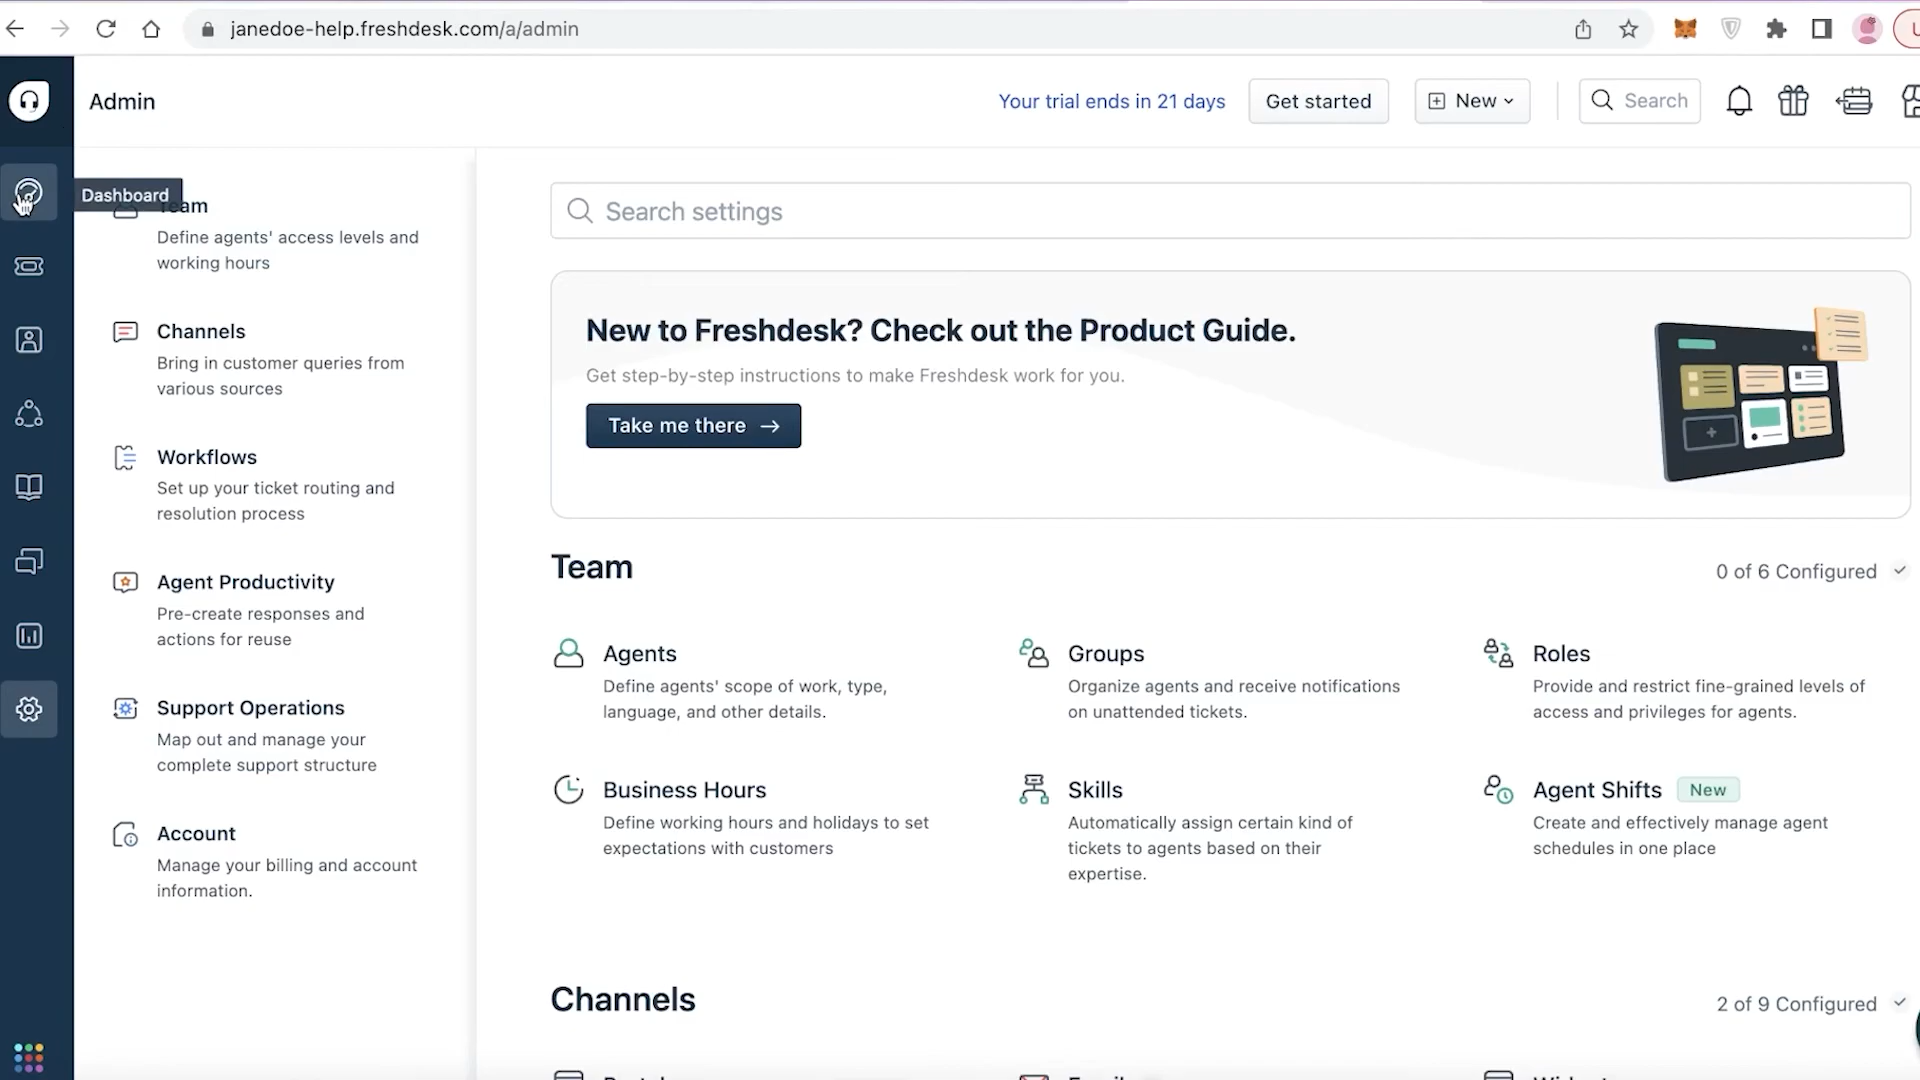 janedoe-help.freshdesk.com/a/admin
Admin
Your trial ends in 21 days
Get started
New
Search
Dashboard
Team
Define agents' access levels and
working hours
Channels
Bring in customer queries from
various sources
Workflows
Set up your ticket routing and
resolution process
Agent Productivity
Pre-create responses and
actions for reuse
Support Operations
Map out and manage your
complete support structure
Account
Manage your billing and account
information.
Search settings
New to Freshdesk? Check out the Product Guide.
Get step-by-step instructions to make Freshdesk work for you.
Take me there →
Team
0 of 6 Configured
Agents
Define agents' scope of work, type,
language, and other details.
Groups
Organize agents and receive notifications
on unattended tickets.
Roles
Provide and restrict fine-grained levels of
access and privileges for agents.
Business Hours
Define working hours and holidays to set
expectations with customers
Skills
Automatically assign certain kind of
tickets to agents based on their
expertise.
Agent Shifts New
Create and effectively manage agent
schedules in one place
Channels
2 of 9 Configured